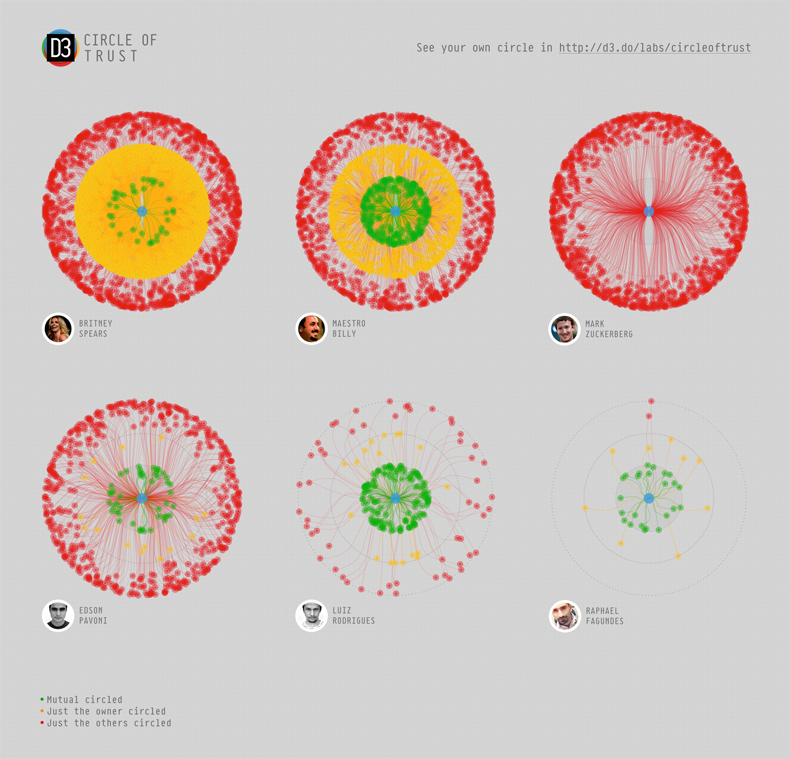 D3 CIRCLE OF
TRUST
See your own circle in http://d3.do/labs/circleoftrust
BRITNEY
SPEARS
MAESTRO
BILLY
MARK
ZUCKERBERG
EDSON
PAVONI
LUIZ
RODRIGUES
RAPHAEL
FAGUNDES
Mutual circled
Just the owner circled
Just the others circled